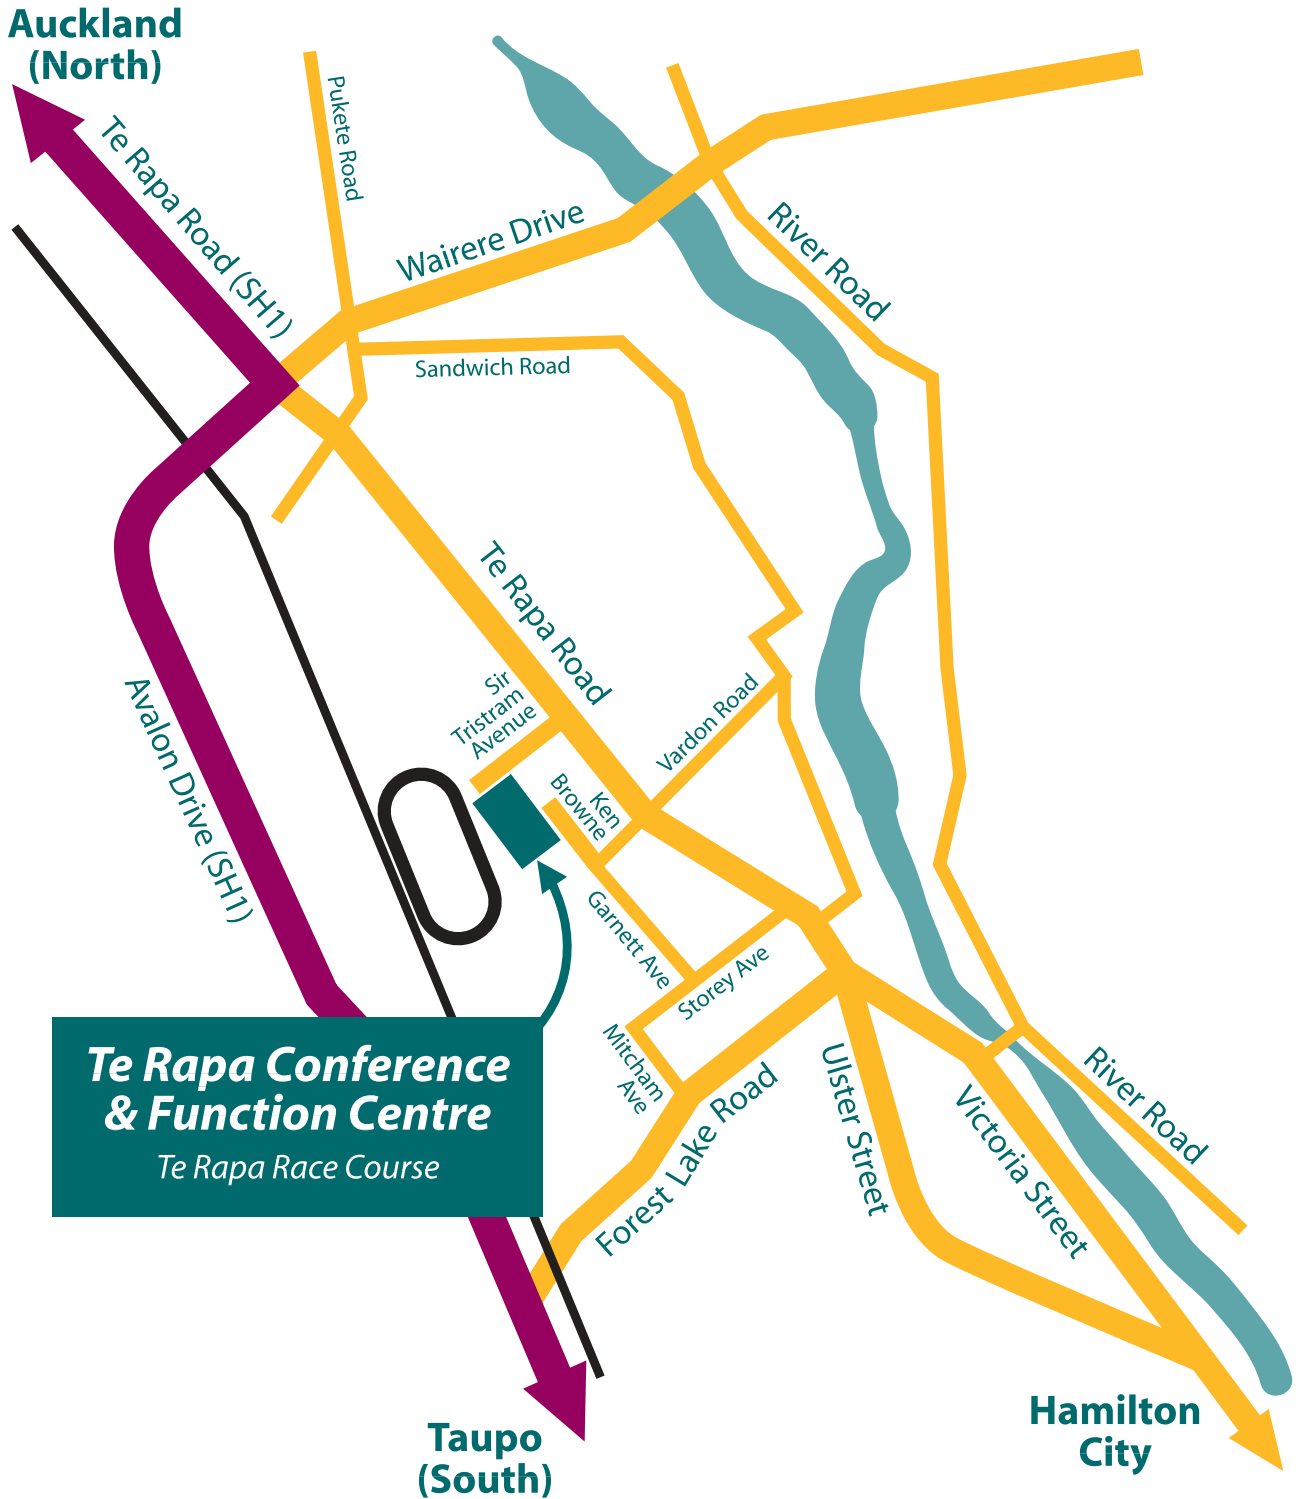 Auckland
(North)
Pukete Road
Te Rapa Road (SH1)
Wairere Drive
River Road
Sandwich Road
Te Rapa Road
Sir
Tristram
Avenue
Vardon Road
Avalon Drive (SH1)
Ken
Browne
Garnett Ave
Storey Ave
Mitcham
Ave
Te Rapa Conference
& Function Centre
Te Rapa Race Course
Forest Lake Road
Ulster Street
Victoria Street
River Road
Taupo
(South)
Hamilton
City